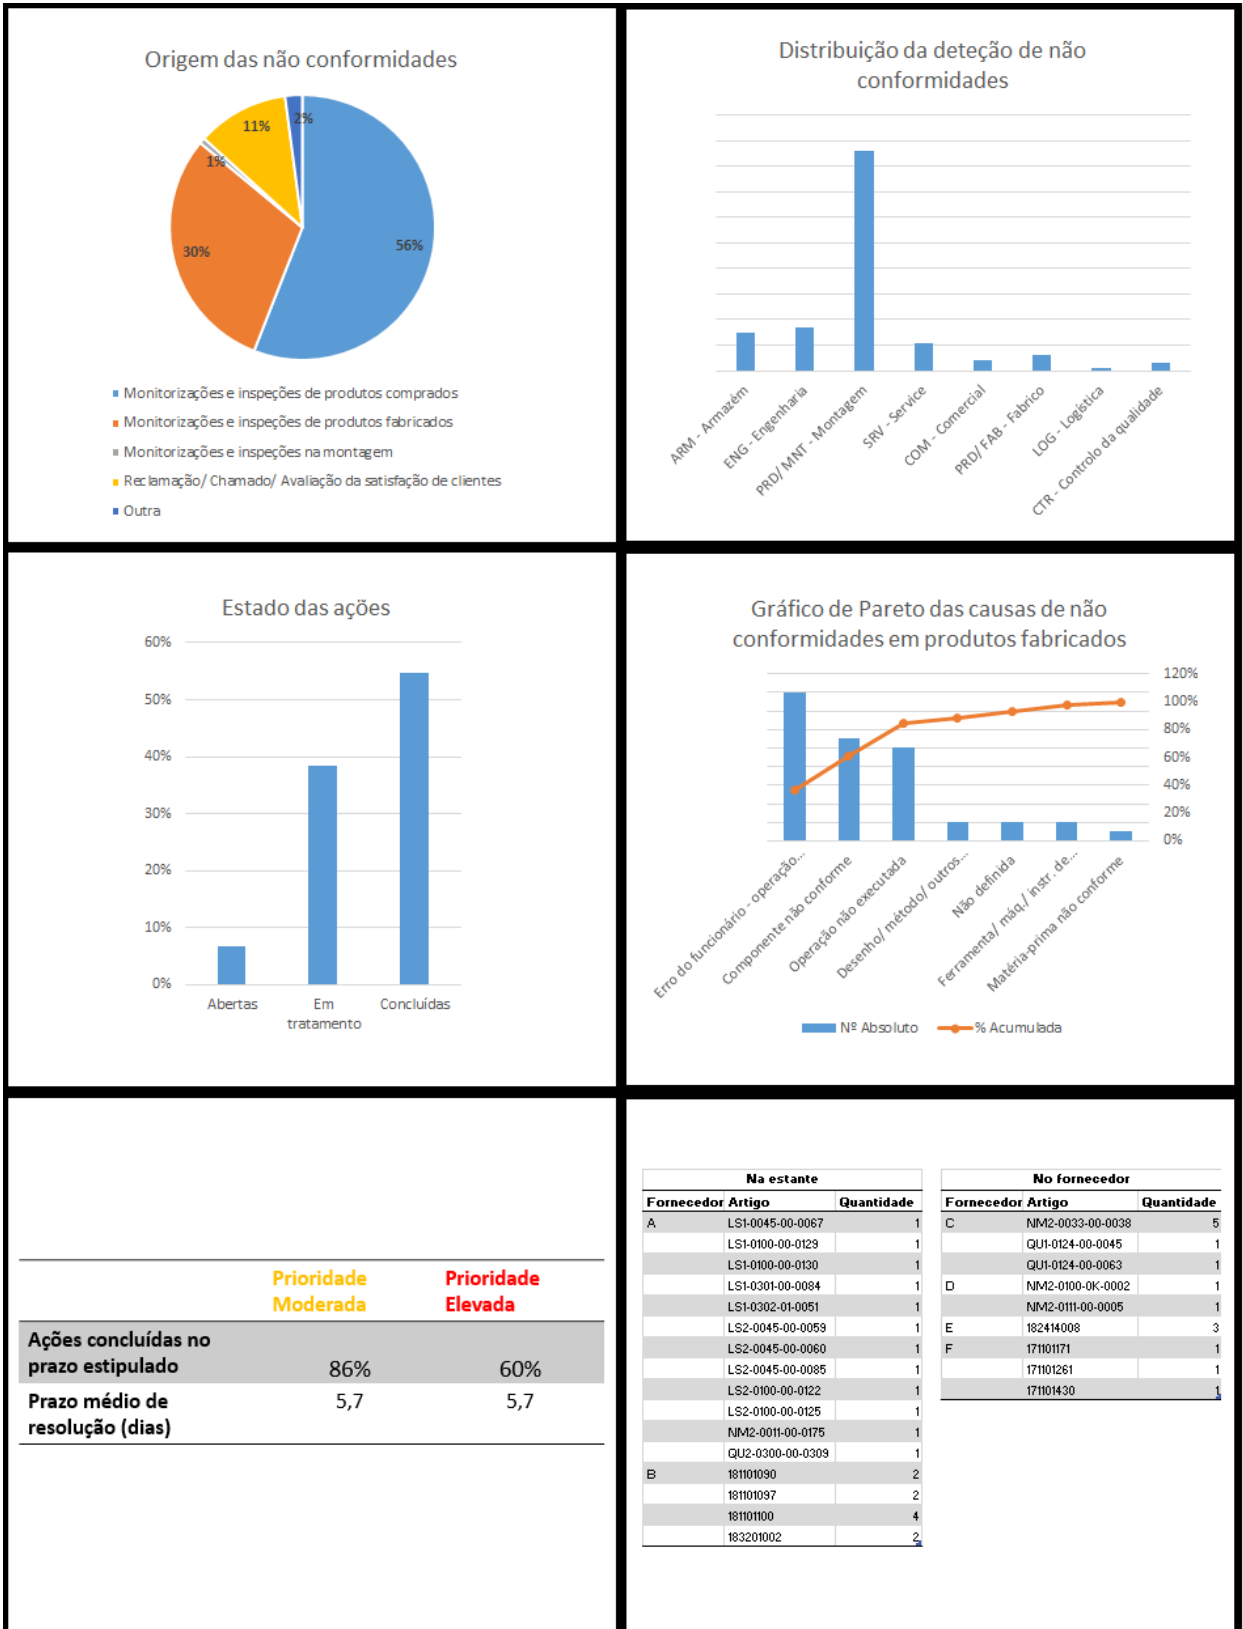 Origem das não conformidades
11%
2%
1%
30%
56%
Monitorizações e inspeções de produtos comprados
Monitorizações e inspeções de produtos fabricados
Monitorizações e inspeções na montagem
Reclamação/ Chamado/ Avaliação da satisfação de clientes
Outra
Distribuição da deteção de não
conformidades
ARM - Armazém
ENG - Engenharia
PRD/ MNT - Montagem
SRV - Service
COM - Comercial
PRD/ FAB - Fabrico
LOG - Logística
CTR - Controlo da qualidade
Estado das ações
60%
50%
40%
30%
20%
10%
0%
Abertas
Em
tratamento
Concluídas
Gráfico de Pareto das causas de não
conformidades em produtos fabricados
120%
100%
80%
60%
40%
20%
0%
Erro do funcionário - operação...
Componente não conforme
Operação não executada
Desenho/ método/ outros...
Não definida
Ferramenta/ máq./ instr. de...
Matéria-prima não conforme
Nº Absoluto
% Acumulada
Prioridade
Moderada
Prioridade
Elevada
Ações concluídas no
prazo estipulado
86%
60%
Prazo médio de
resolução (dias)
5,7
5,7
Na estante
Fornecedor Artigo Quantidade
A LS1-0045-00-0067 1
LS1-0100-00-0129 1
LS1-0100-00-0130 1
LS1-0301-00-0084 1
LS1-0302-01-0051 1
LS2-0045-00-0059 1
LS2-0045-00-0060 1
LS2-0045-00-0085 1
LS2-0100-00-0122 1
LS2-0100-00-0125 1
NM2-0011-00-0175 1
QU2-0300-00-0309 1
B 181101090 2
181101097 2
181101100 4
183201002 2
No fornecedor
Fornecedor Artigo Quantidade
C NM2-0033-00-0038 5
QU1-0124-00-0045 1
QU1-0124-00-0063 1
D NM2-0100-0K-0002 1
NM2-0111-00-0005 1
E 182414008 3
F 171101171 1
171101261 1
171101430 1